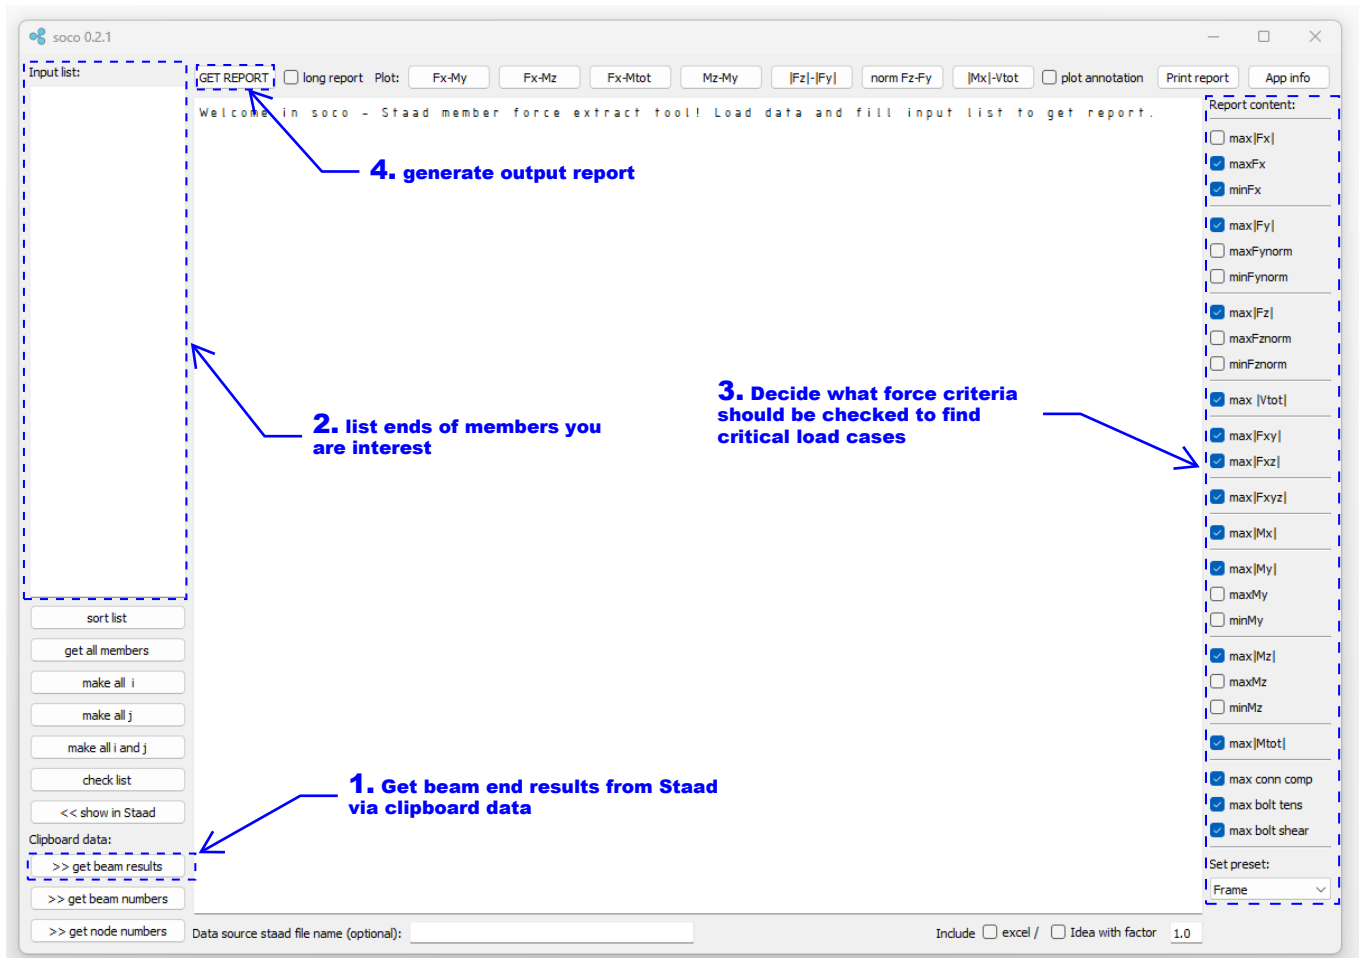 soco 0.2.1
Input list:
GET REPORT long report Plot: Fx-My Fx-Mz Fx-Mtot Mz-My |Fz|-|Fy| norm Fz-Fy |Mx|-Vtot plot annotation Print report App info
Welcome in soco - Staad member force extract tool! Load data and fill input list to get report.
Report content:
max|Fx|
maxFx
minFx
max|Fy|
maxFynorm
minFynorm
max|Fz|
maxFznorm
minFznorm
max |Vtot|
max|Fxy|
max|Fxz|
max|Fxyz|
max|Mx|
max|My|
maxMy
minMy
max|Mz|
maxMz
minMz
max|Mtot|
max conn comp
max bolt tens
max bolt shear
Set preset:
Frame
4. generate output report
2. list ends of members you
are interest
3. Decide what force criteria
should be checked to find
critical load cases
1. Get beam end results from Staad
via clipboard data
sort list
get all members
make all i
make all j
make all i and j
check list
<< show in Staad
Clipboard data:
>> get beam results
>> get beam numbers
>> get node numbers
Data source staad file name (optional):
Include excel / Idea with factor 1.0